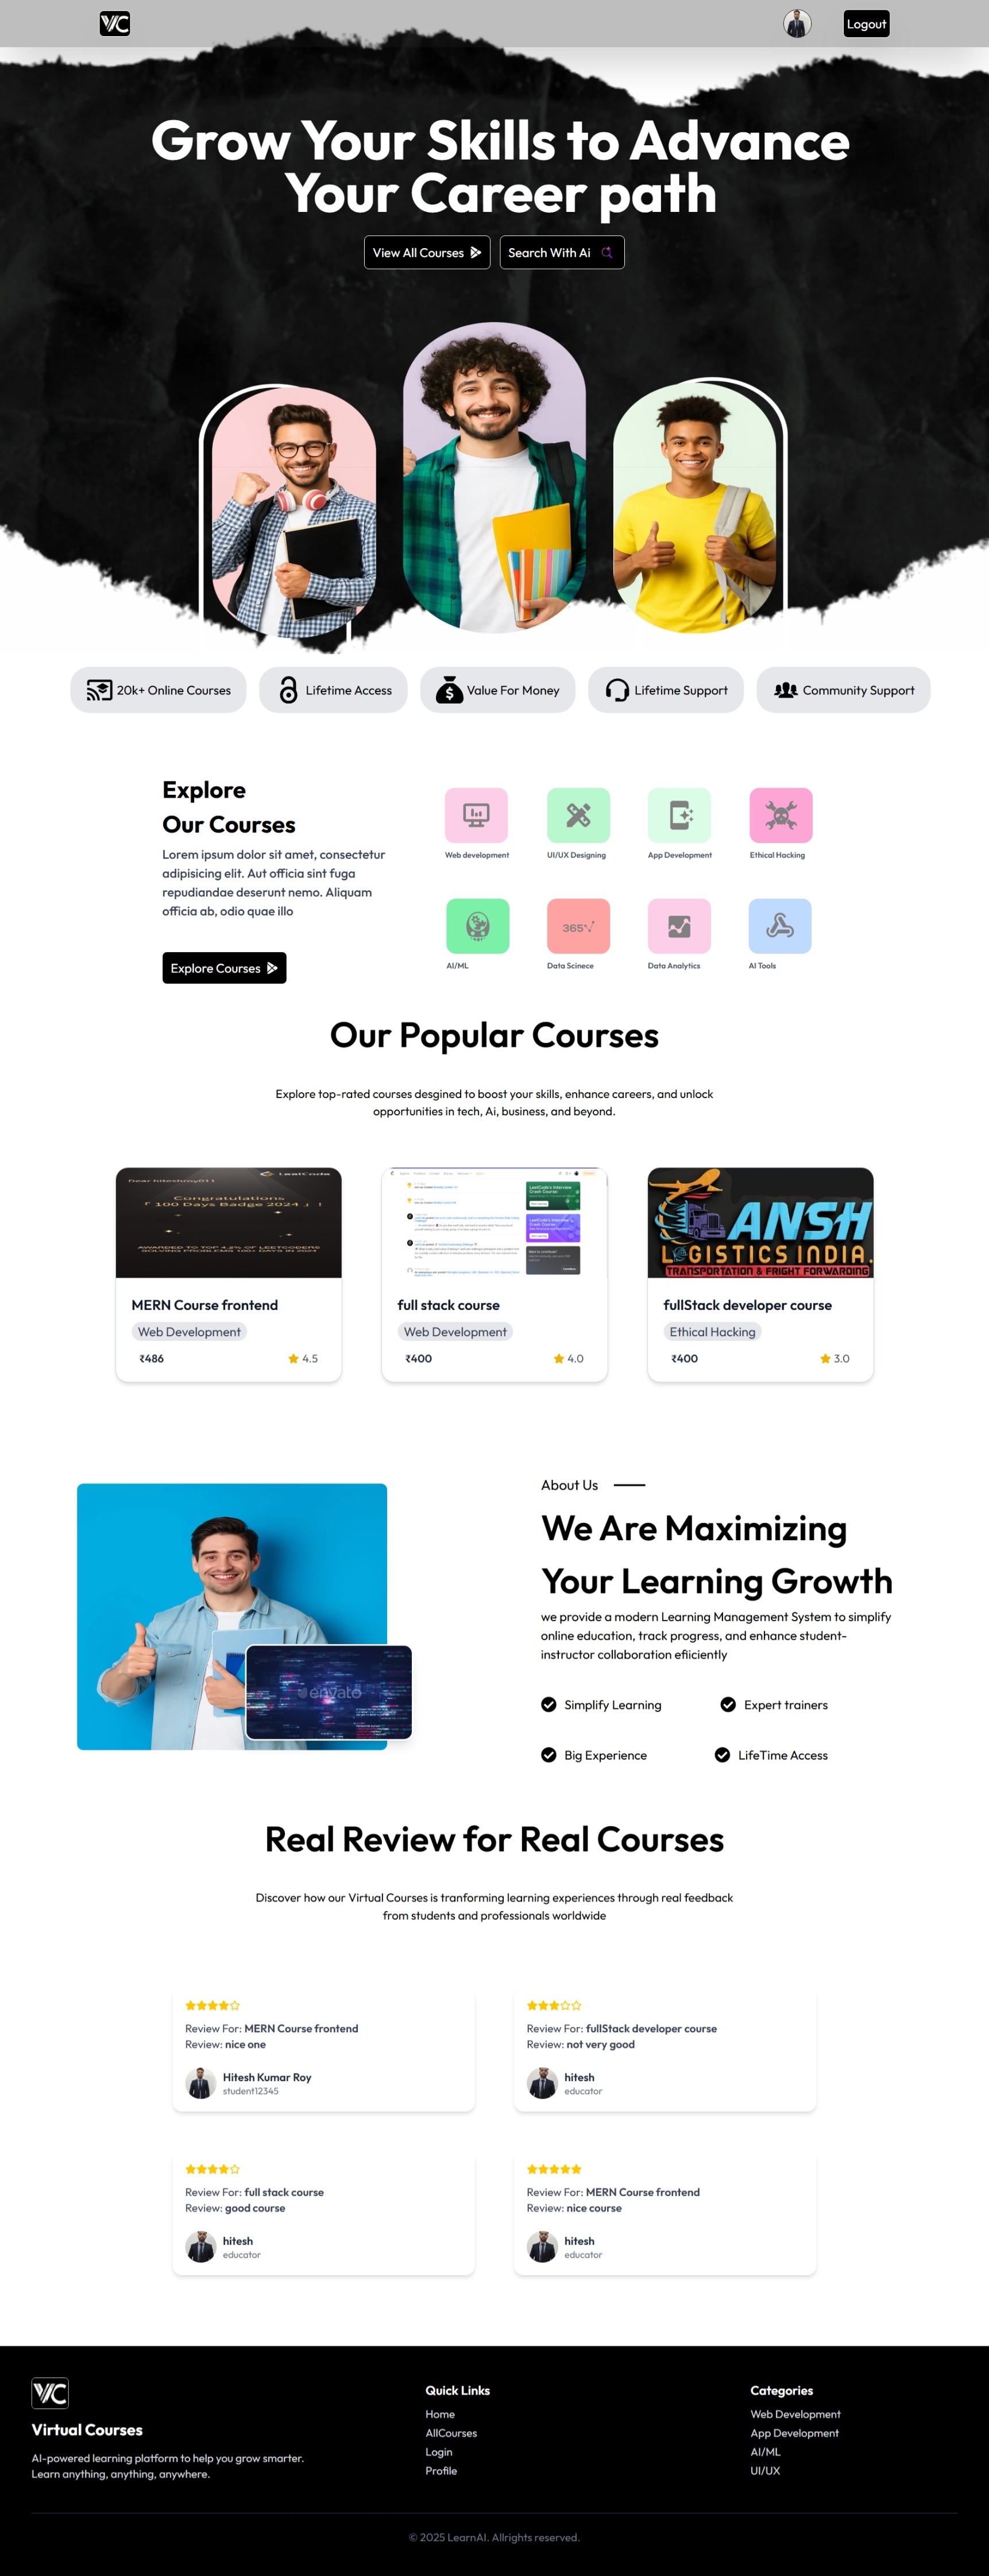 VC
Logout
Grow Your Skills to Advance
Your Career path
View All Courses
Search With Ai
20k+ Online Courses
Lifetime Access
Value For Money
Lifetime Support
Community Support
Explore
Our Courses
Lorem ipsum dolor sit amet, consectetur
adipisicing elit. Aut officia sint fuga
repudiandae deserunt nemo. Aliquam
officia ab, odio quae illo
Explore Courses
Web development
UI/UX Designing
App Development
Ethical Hacking
365
AI/ML
Data Scinece
Data Analytics
AI Tools
Our Popular Courses
Explore top-rated courses desgined to boost your skills, enhance careers, and unlock
opportunities in tech, Ai, business, and beyond.
LeetCode
Dear hiteshroy011
Congratulations
100 Days Badge 2024
MERN Course frontend
Web Development
₹486
4.5
LeetCode's Interview
Crash Course:
full stack course
Web Development
₹400
4.0
ANSH
LOGISTICS INDIA.
TRANSPORTATION & FRIGHT FORWARDING
fullStack developer course
Ethical Hacking
₹400
3.0
envato
About Us
We Are Maximizing
Your Learning Growth
we provide a modern Learning Management System to simplify
online education, track progress, and enhance student-
instructor collaboration efiiciently
Simplify Learning
Expert trainers
Big Experience
LifeTime Access
Real Review for Real Courses
Discover how our Virtual Courses is tranforming learning experiences through real feedback
from students and professionals worldwide
Review For: MERN Course frontend
Review: nice one
Hitesh Kumar Roy
student12345
Review For: fullStack developer course
Review: not very good
hitesh
educator
Review For: full stack course
Review: good course
hitesh
educator
Review For: MERN Course frontend
Review: nice course
hitesh
educator
VC
Virtual Courses
AI-powered learning platform to help you grow smarter.
Learn anything, anything, anywhere.
Quick Links
Home
AllCourses
Login
Profile
Categories
Web Development
App Development
AI/ML
UI/UX
© 2025 LearnAI. Allrights reserved.